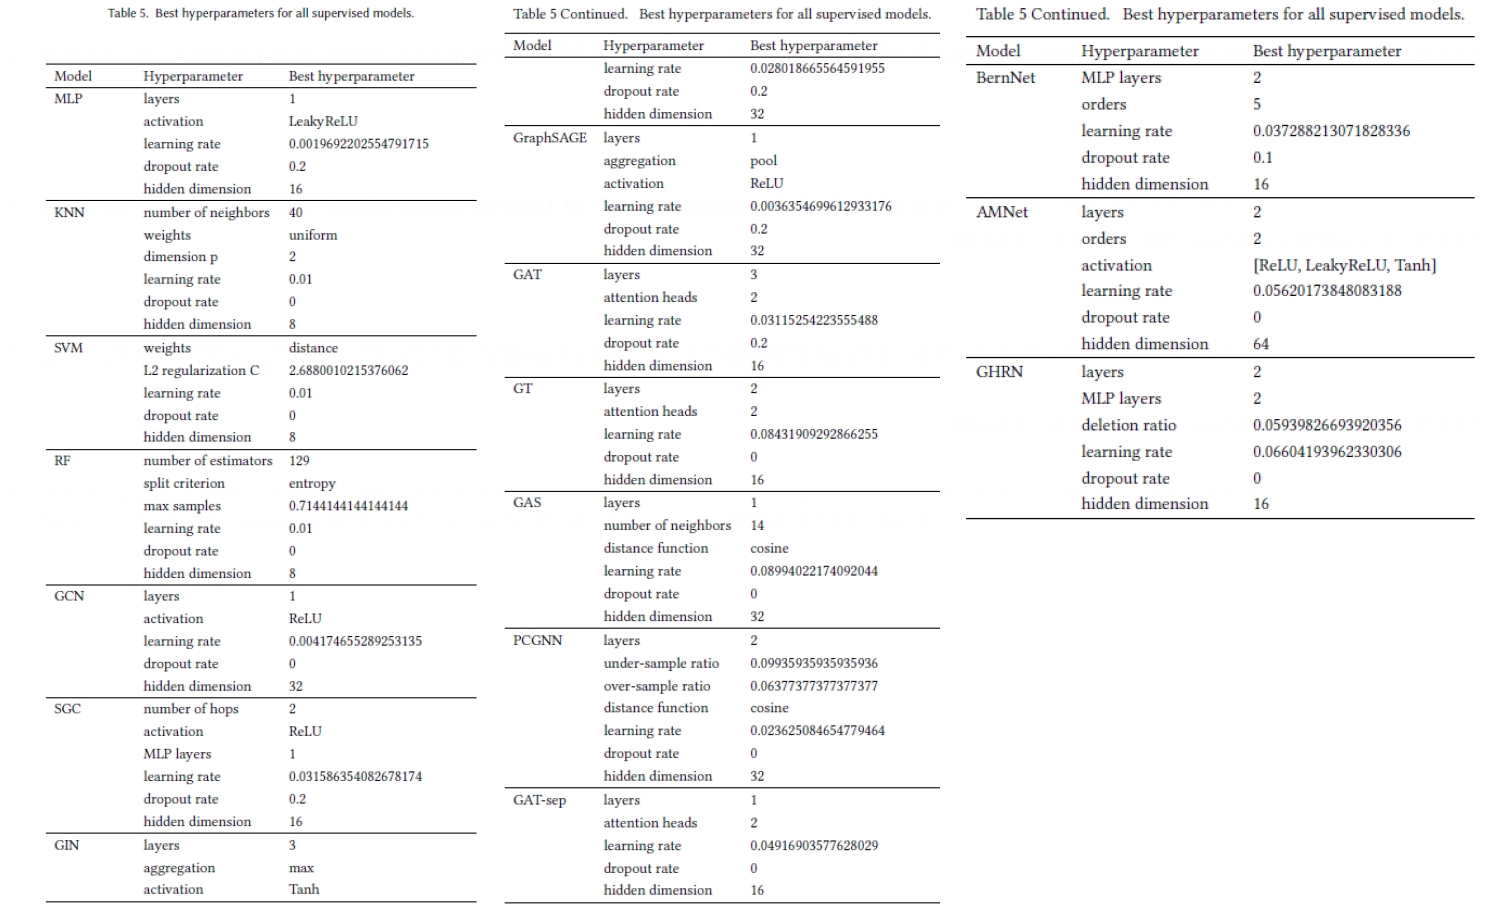 Table 5. Best hyperparameters for all supervised models.
Model Hyperparameter Best hyperparameter
MLP layers 1
activation LeakyReLU
learning rate 0.0019692202554791715
dropout rate 0.2
hidden dimension 16
KNN number of neighbors 40
weights uniform
dimension p 2
learning rate 0.01
dropout rate 0
hidden dimension 8
SVM weights distance
L2 regularization C 2.6880010215376062
learning rate 0.01
dropout rate 0
hidden dimension 8
RF number of estimators 129
split criterion entropy
max samples 0.7144144144144144
learning rate 0.01
dropout rate 0
hidden dimension 8
GCN layers 1
activation ReLU
learning rate 0.004174655289253135
dropout rate 0
hidden dimension 32
SGC number of hops 2
activation ReLU
MLP layers 1
learning rate 0.031586354082678174
dropout rate 0.2
hidden dimension 16
GIN layers 3
aggregation max
activation Tanh
Table 5 Continued. Best hyperparameters for all supervised models.
Model Hyperparameter Best hyperparameter
learning rate 0.028018665564591955
dropout rate 0.2
hidden dimension 32
GraphSAGE layers 1
aggregation pool
activation ReLU
learning rate 0.0036354699612933176
dropout rate 0.2
hidden dimension 32
GAT layers 3
attention heads 2
learning rate 0.03115254223555488
dropout rate 0.2
hidden dimension 16
GT layers 2
attention heads 2
learning rate 0.08431909292866255
dropout rate 0
hidden dimension 16
GAS layers 1
number of neighbors 14
distance function cosine
learning rate 0.08994022174092044
dropout rate 0
hidden dimension 32
PCGNN layers 2
under-sample ratio 0.09935935935935936
over-sample ratio 0.06377377377377377
distance function cosine
learning rate 0.023625084654779464
dropout rate 0
hidden dimension 32
GAT-sep layers 1
attention heads 2
learning rate 0.04916903577628029
dropout rate 0
hidden dimension 16
Table 5 Continued. Best hyperparameters for all supervised models.
Model Hyperparameter Best hyperparameter
BernNet MLP layers 2
orders 5
learning rate 0.037288213071828336
dropout rate 0.1
hidden dimension 16
AMNet layers 2
orders 2
activation [ReLU, LeakyReLU, Tanh]
learning rate 0.05620173848083188
dropout rate 0
hidden dimension 64
GHRN layers 2
MLP layers 2
deletion ratio 0.05939826693920356
learning rate 0.06604193962330306
dropout rate 0
hidden dimension 16